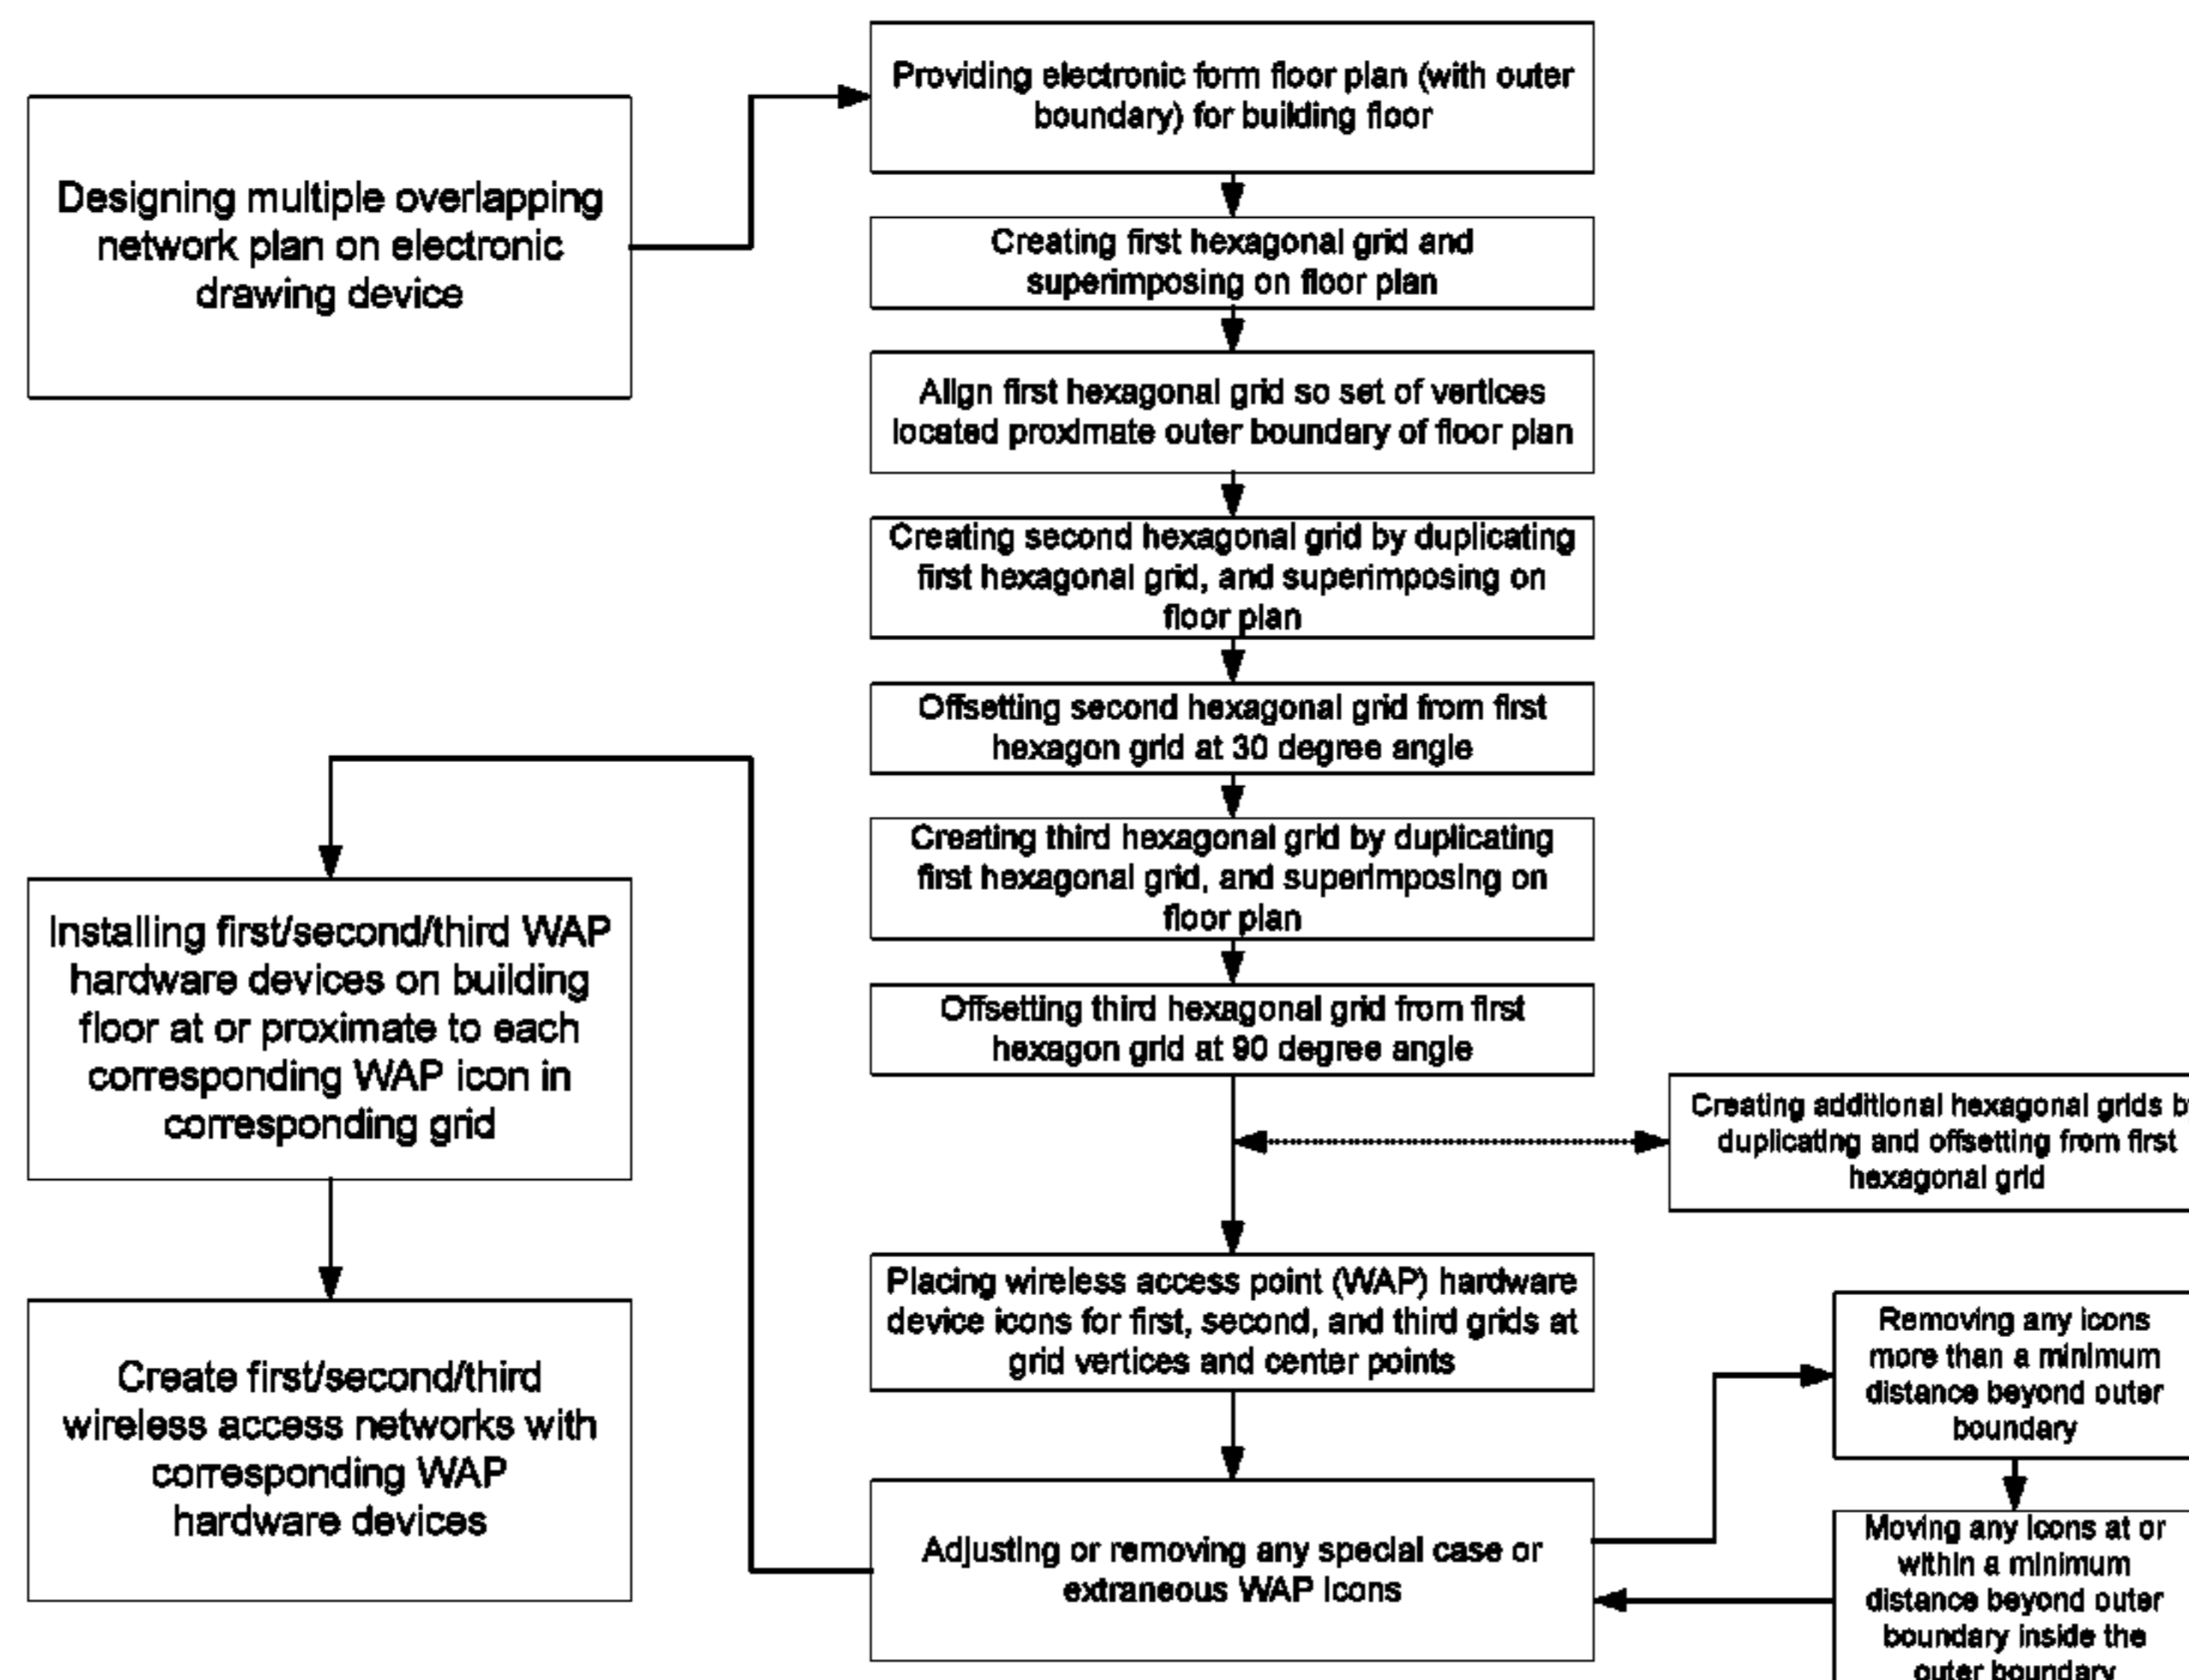 Designing multiple overlapping
network plan on electronic
drawing device
Providing electronic form floor plan (with outer
boundary) for building floor
Creating first hexagonal grid and
superimposing on floor plan
Align first hexagonal grid so set of vertices
located proximate outer boundary of floor plan
Creating second hexagonal grid by duplicating
first hexagonal grid, and superimposing on
floor plan
Offsetting second hexagonal grid from first
hexagon grid at 30 degree angle
Creating third hexagonal grid by duplicating
first hexagonal grid, and superimposing on
floor plan
Offsetting third hexagonal grid from first
hexagon grid at 90 degree angle
Creating additional hexagonal grids by
duplicating and offsetting from first
hexagonal grid
Placing wireless access point (WAP) hardware
device icons for first, second, and third grids at
grid vertices and center points
Adjusting or removing any special case or
extraneous WAP icons
Removing any icons
more than a minimum
distance beyond outer
boundary
Moving any icons at or
within a minimum
distance beyond outer
boundary inside the
outer boundary
Installing first/second/third WAP
hardware devices on building
floor at or proximate to each
corresponding WAP icon in
corresponding grid
Create first/second/third
wireless access networks with
corresponding WAP
hardware devices